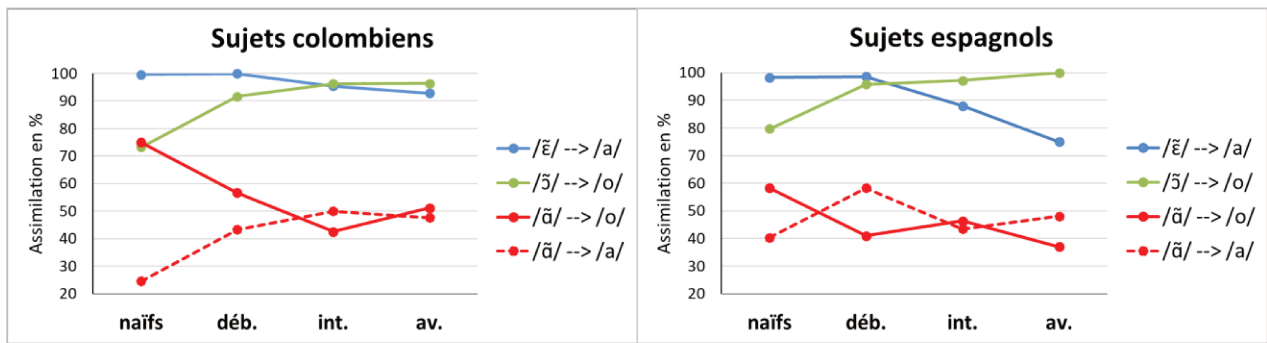 Sujets colombiens
Assimilation en %
100
90
80
70
60
50
40
30
20
naïfs déb. int. av.
/ɛ̃/ --> /a/
/ɔ̃/ --> /o/
/ɑ̃/ --> /o/
/ɑ̃/ --> /a/
Sujets espagnols
Assimilation en %
100
90
80
70
60
50
40
30
20
naïfs déb. int. av.
/ɛ̃/ --> /a/
/ɔ̃/ --> /o/
/ɑ̃/ --> /o/
/ɑ̃/ --> /a/